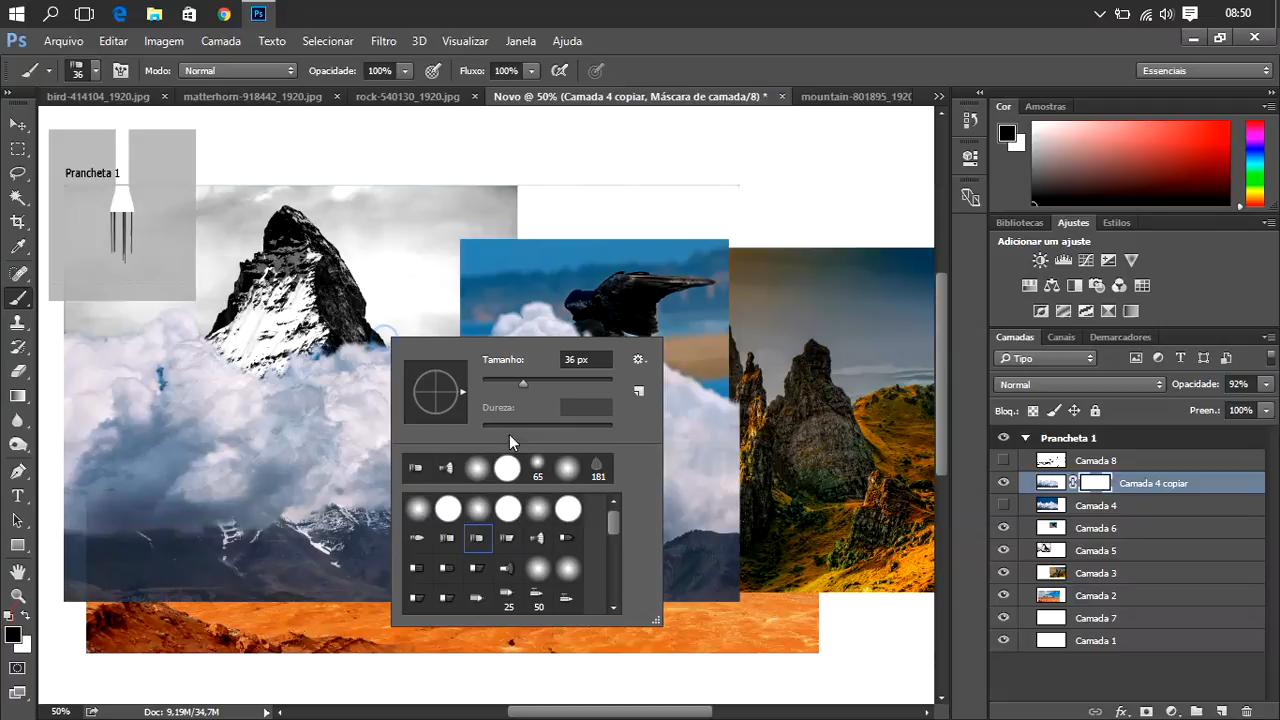 08:50
Ps
Ps Arquivo Editar Imagem Camada Texto Selecionar Filtro 3D Visualizar Janela Ajuda
36 Modo: Normal Opacidade: 100% Fluxo: 100% Essenciais
bird-414104_1920.jpg × matterhorn-918442_1920.jpg × rock-540130_1920.jpg × Novo @ 50% (Camada 4 copiar, Máscara de camada/8) * × mountain-801895_192
Cor Amostras
Prancheta 1
Bibliotecas Ajustes Estilos
Adicionar um ajuste
Camadas Canais Demarcadores
Tipo
Normal Opacidade: 92%
Bloq.: Preen.: 100%
Prancheta 1
Camada 8
Camada 4 copiar
Camada 4
Camada 6
Camada 5
Camada 3
Camada 2
Camada 7
Camada 1
Tamanho: 36 px
Dureza:
65 181
25 50
50% Doc: 9,19M/34,7M